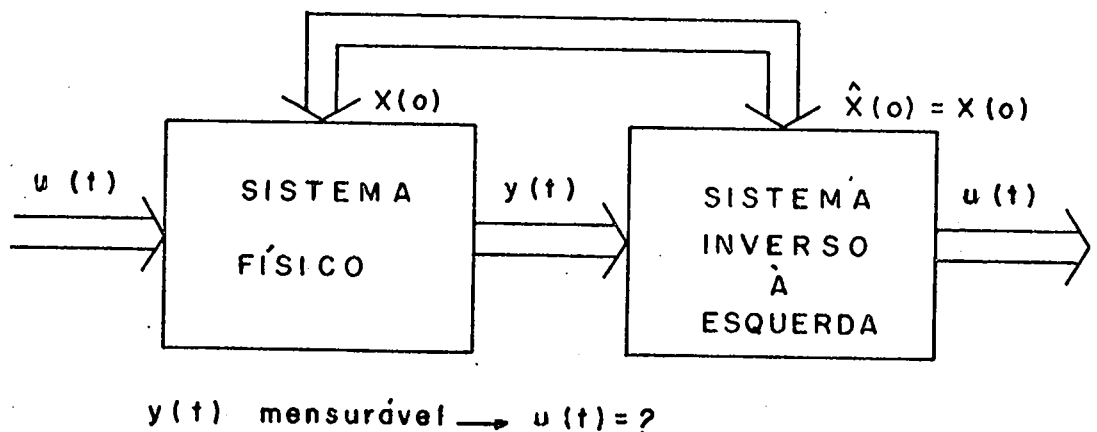 X(o)
X̂(o) = X(o)
u (t)
SISTEMA
FÍSICO
y(t)
SISTEMA
INVERSO
À
ESQUERDA
u(t)
y(t) mensurável → u(t) = ?